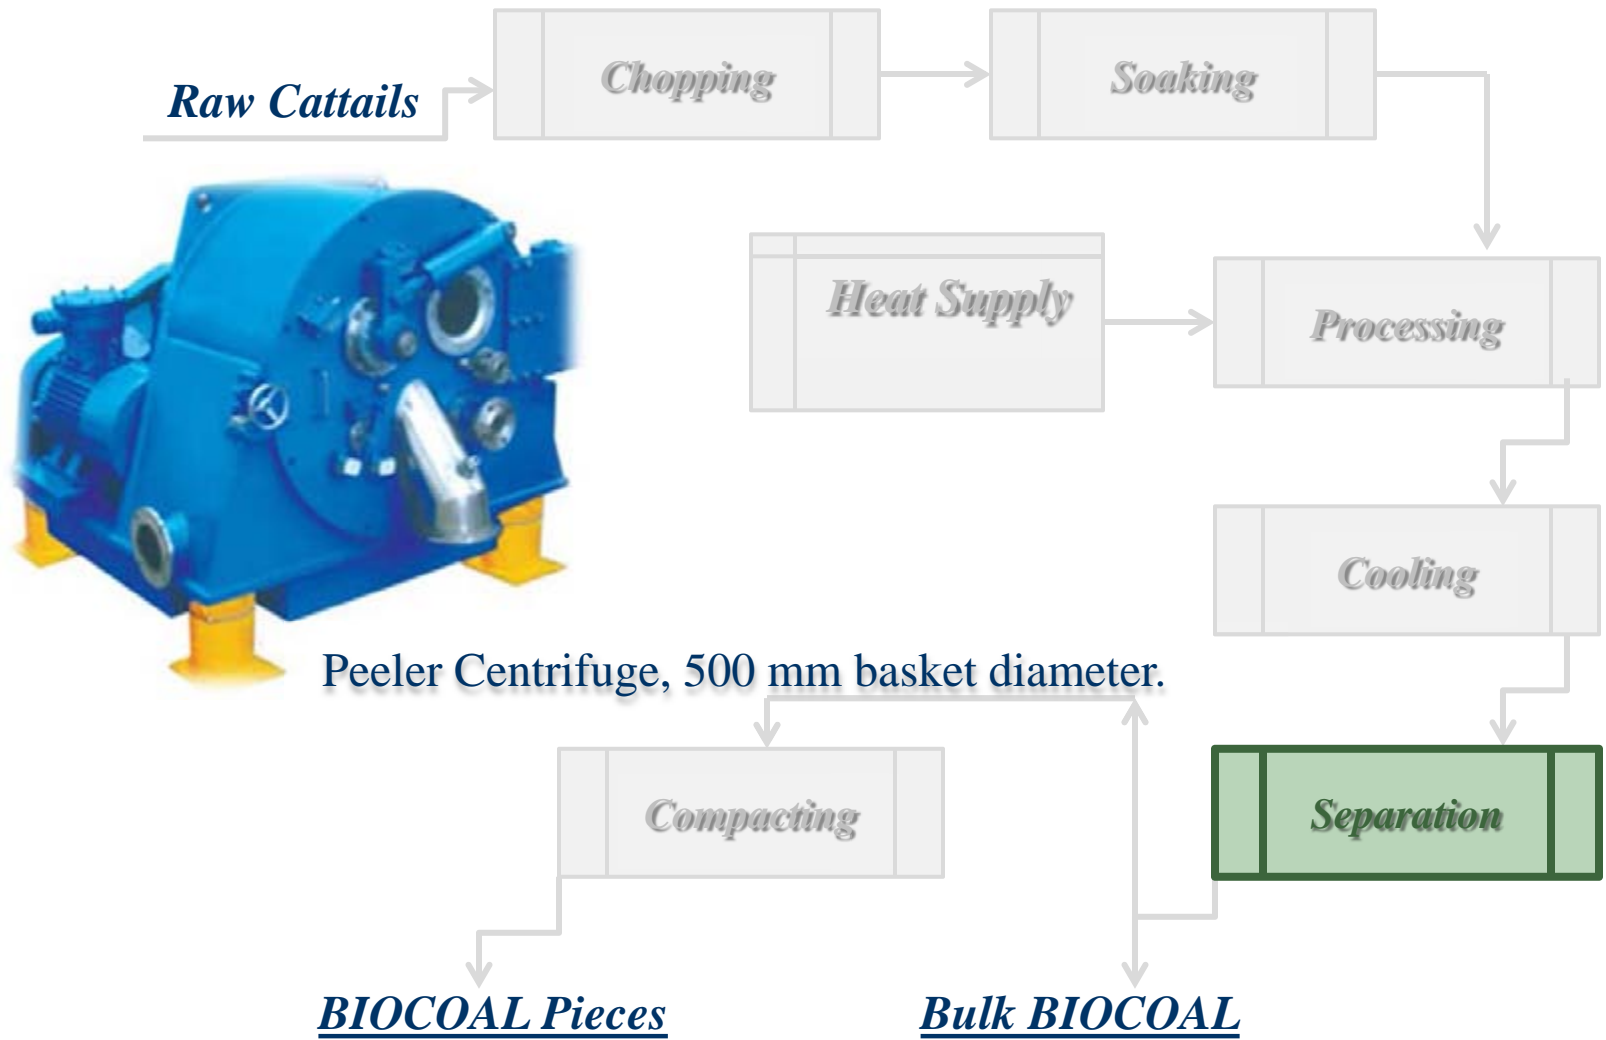 Chopping
Soaking
Raw Cattails
Heat Supply
Processing
Cooling
Peeler Centrifuge, 500 mm basket diameter.
Compacting
Separation
BIOCOAL Pieces
Bulk BIOCOAL